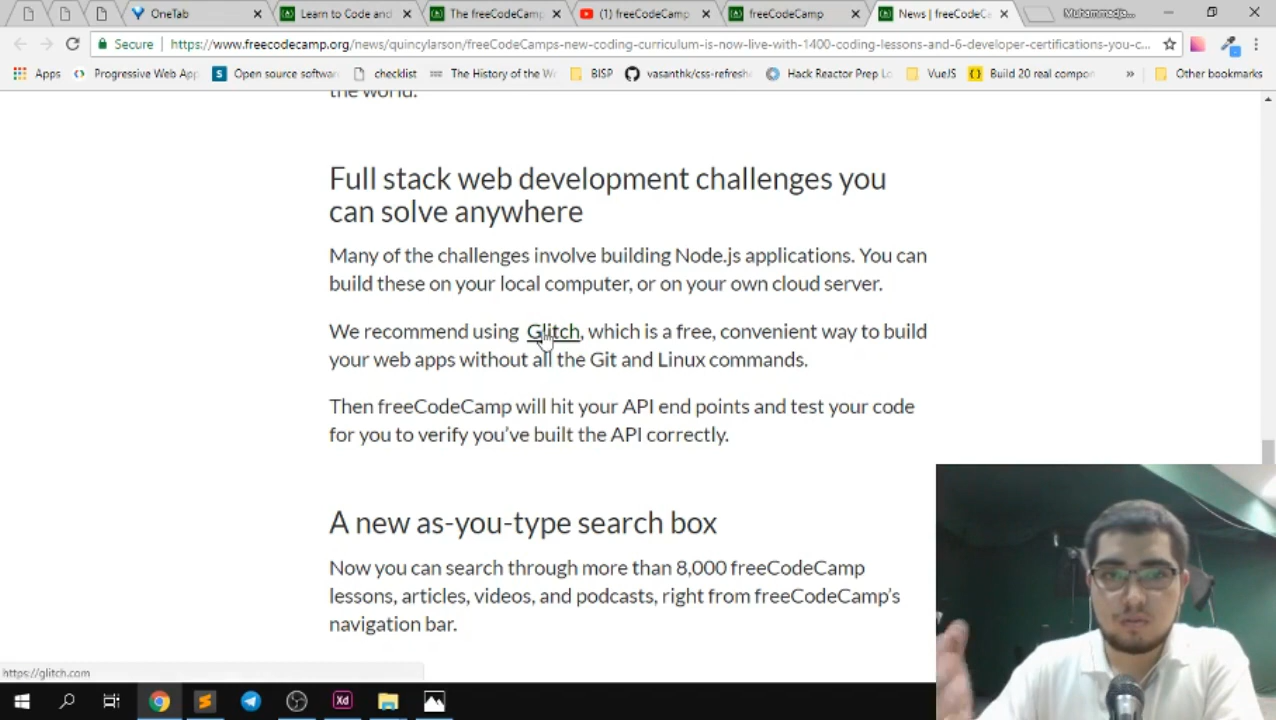 OneTab
Learn to Code and
The freeCodeCamp
(1) freeCodeCamp
freeCodeCamp
News | freeCodeCa
Secure
https://www.freecodecamp.org/news/quincylarson/freeCodeCamps-new-coding-curriculum-is-now-live-with-1400-coding-lessons-and-6-developer-certifications-you-c...
Apps
Progressive Web App
Open source softwar
checklist
The History of the We
BISP
vasanthk/css-refreshe
Hack Reactor Prep Lo
VueJS
Build 20 real compon
»
Other bookmarks
the world.
Full stack web development challenges you
can solve anywhere
Many of the challenges involve building Node.js applications. You can
build these on your local computer, or on your own cloud server.
We recommend using Glitch, which is a free, convenient way to build
your web apps without all the Git and Linux commands.
Then freeCodeCamp will hit your API end points and test your code
for you to verify you've built the API correctly.
A new as-you-type search box
Now you can search through more than 8,000 freeCodeCamp
lessons, articles, videos, and podcasts, right from freeCodeCamp's
navigation bar.
https://glitch.com
Xd